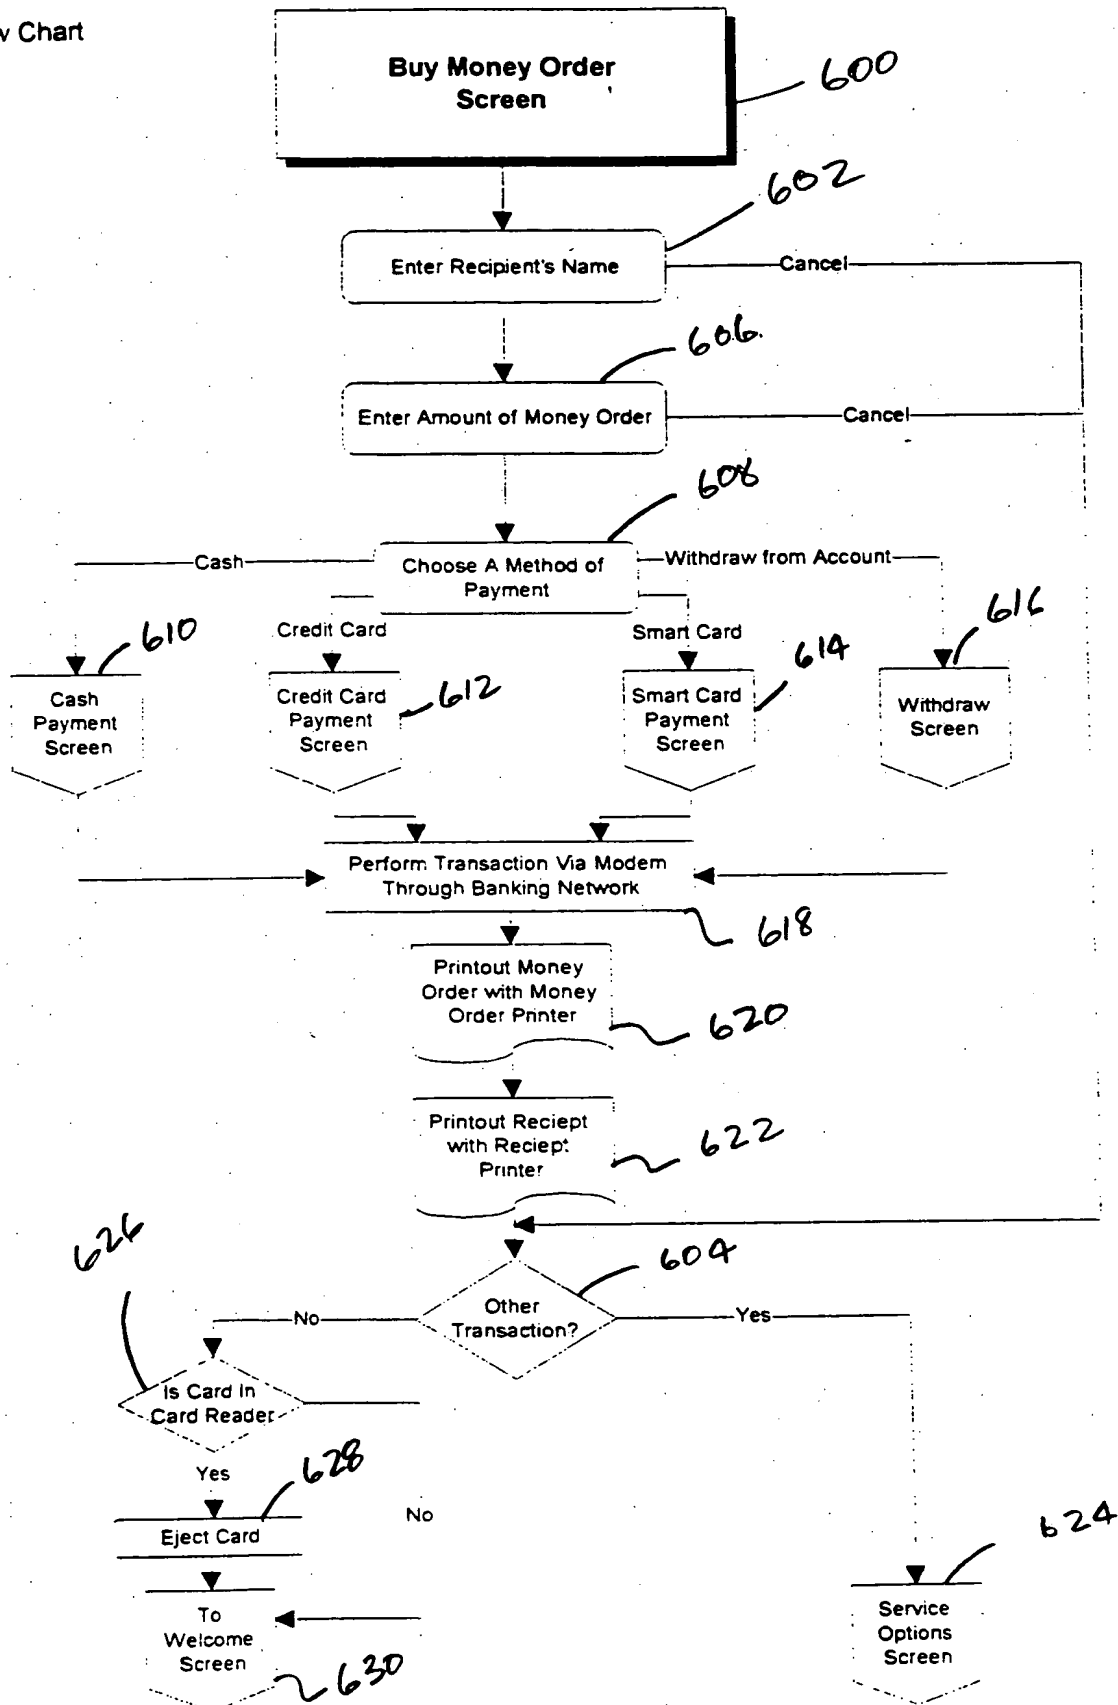 w Chart
Buy Money Order
Screen
600
602
Enter Recipient's Name
Cancel
606.
Enter Amount of Money Order
Cancel
608
Cash
Choose A Method of
Payment
Withdraw from Account
610
Credit Card
Smart Card
616
614
Cash
Payment
Screen
Credit Card
Payment
Screen
612
Smart Card
Payment
Screen
Withdraw
Screen
Perform Transaction Via Modem
Through Banking Network
618
Printout Money
Order with Money
Order Printer
620
Printout Reciept
with Reciept
Printer
622
626
604
Other
Transaction?
No
Yes
Is Card In
Card Reader
Yes
628
No
Eject Card
624
To
Welcome
Screen
630
Service
Options
Screen